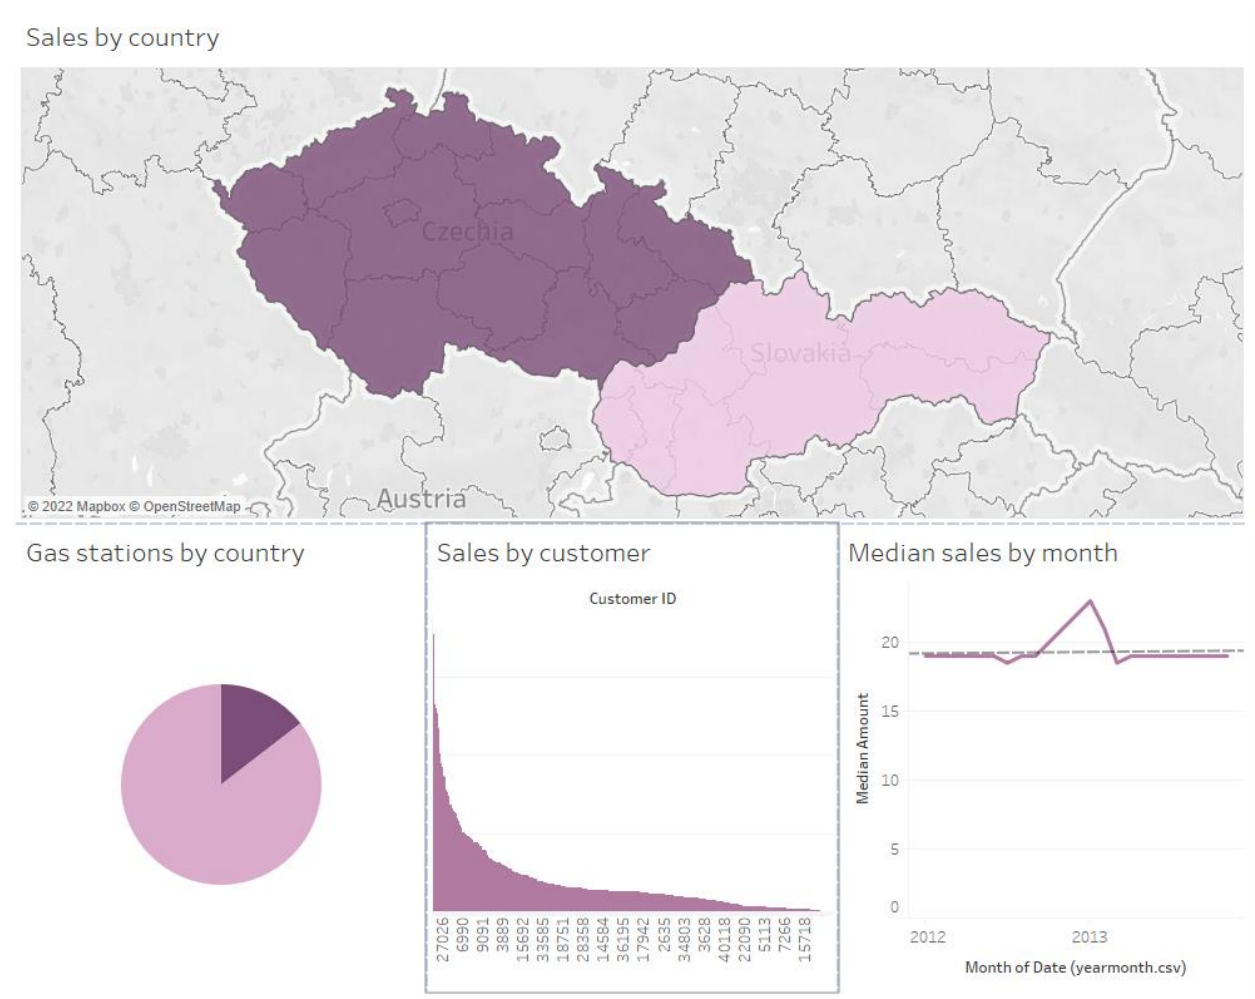 Sales by country
Czechia
Slovakia
Austria
© 2022 Mapbox © OpenStreetMap
Gas stations by country
Sales by customer
Median sales by month
Customer ID
27026
6990
9091
3889
15692
33585
18751
28358
14584
36195
17942
2635
34803
3628
40118
22090
5113
7266
15718
Median Amount
20
15
10
5
0
2012
2013
Month of Date (yearmonth.csv)